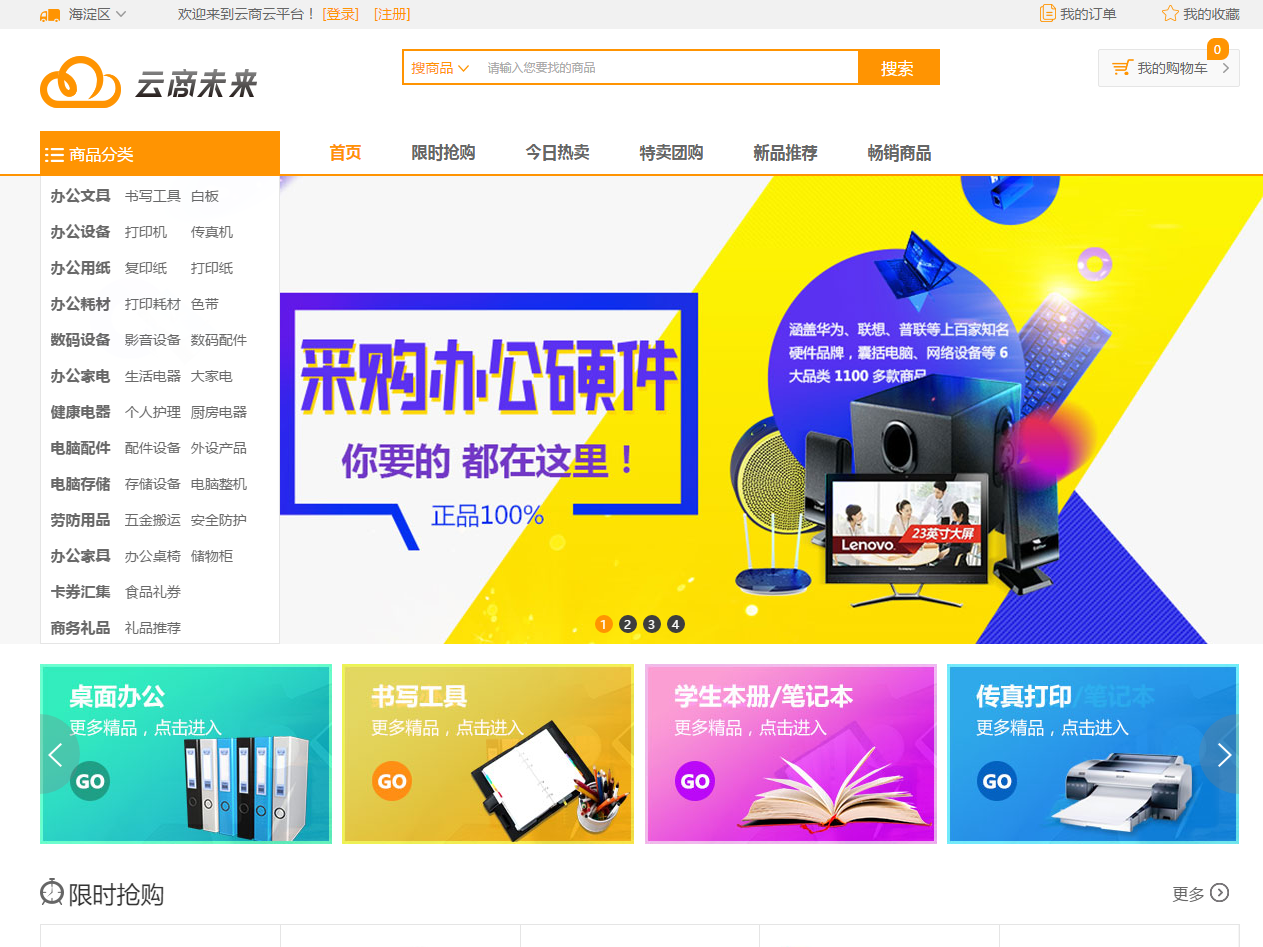 海淀区 欢迎来到云商云平台！ [登录] [注册] 我的订单 我的收藏
云商未来
搜商品 请输入您要找的商品 搜索
我的购物车 0
商品分类 首页 限时抢购 今日热卖 特卖团购 新品推荐 畅销商品
办公文具 书写工具 白板
办公设备 打印机 传真机
办公用纸 复印纸 打印纸
办公耗材 打印耗材 色带
数码设备 影音设备 数码配件
办公家电 生活电器 大家电
健康电器 个人护理 厨房电器
电脑配件 配件设备 外设产品
电脑存储 存储设备 电脑整机
劳防用品 五金搬运 安全防护
办公家具 办公桌椅 储物柜
卡券汇集 食品礼券
商务礼品 礼品推荐
采购办公硬件
你要的 都在这里！
正品100%
涵盖华为、联想、普联等上百家知名
硬件品牌，囊括电脑、网络设备等 6
大品类 1100 多款商品
23英寸大屏
Lenovo
1 2 3 4
桌面办公
更多精品，点击进入
GO
书写工具
更多精品，点击进入
GO
学生本册/笔记本
更多精品，点击进入
GO
传真打印/笔记本
更多精品，点击进入
GO
限时抢购 更多